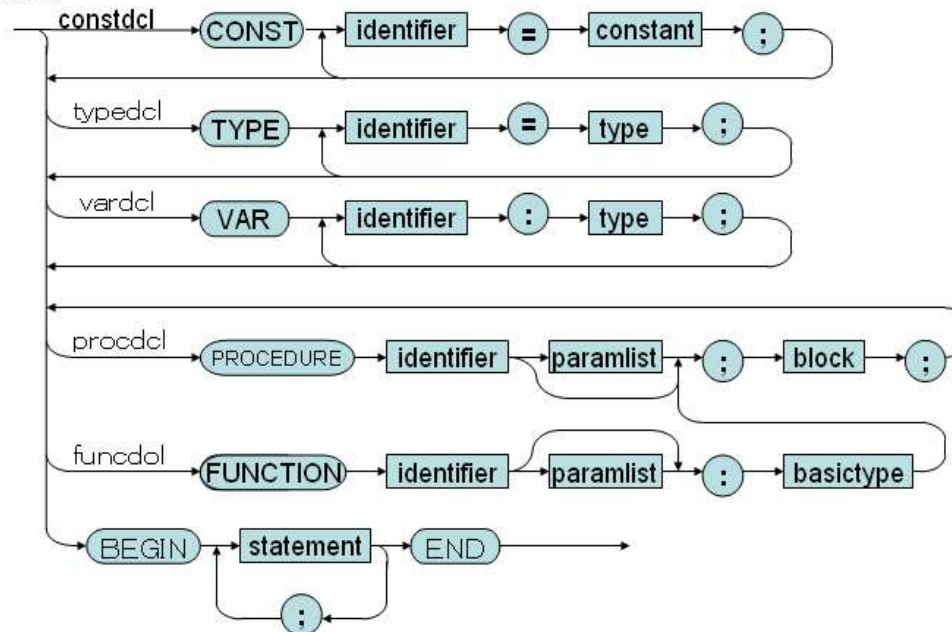 constdcl CONST identifier = constant ;
typedcl TYPE identifier = type ;
vardcl VAR identifier : type ;
procdcl PROCEDURE identifier paramlist ; block ;
funcdol FUNCTION identifier paramlist : basictype
BEGIN statement END
;